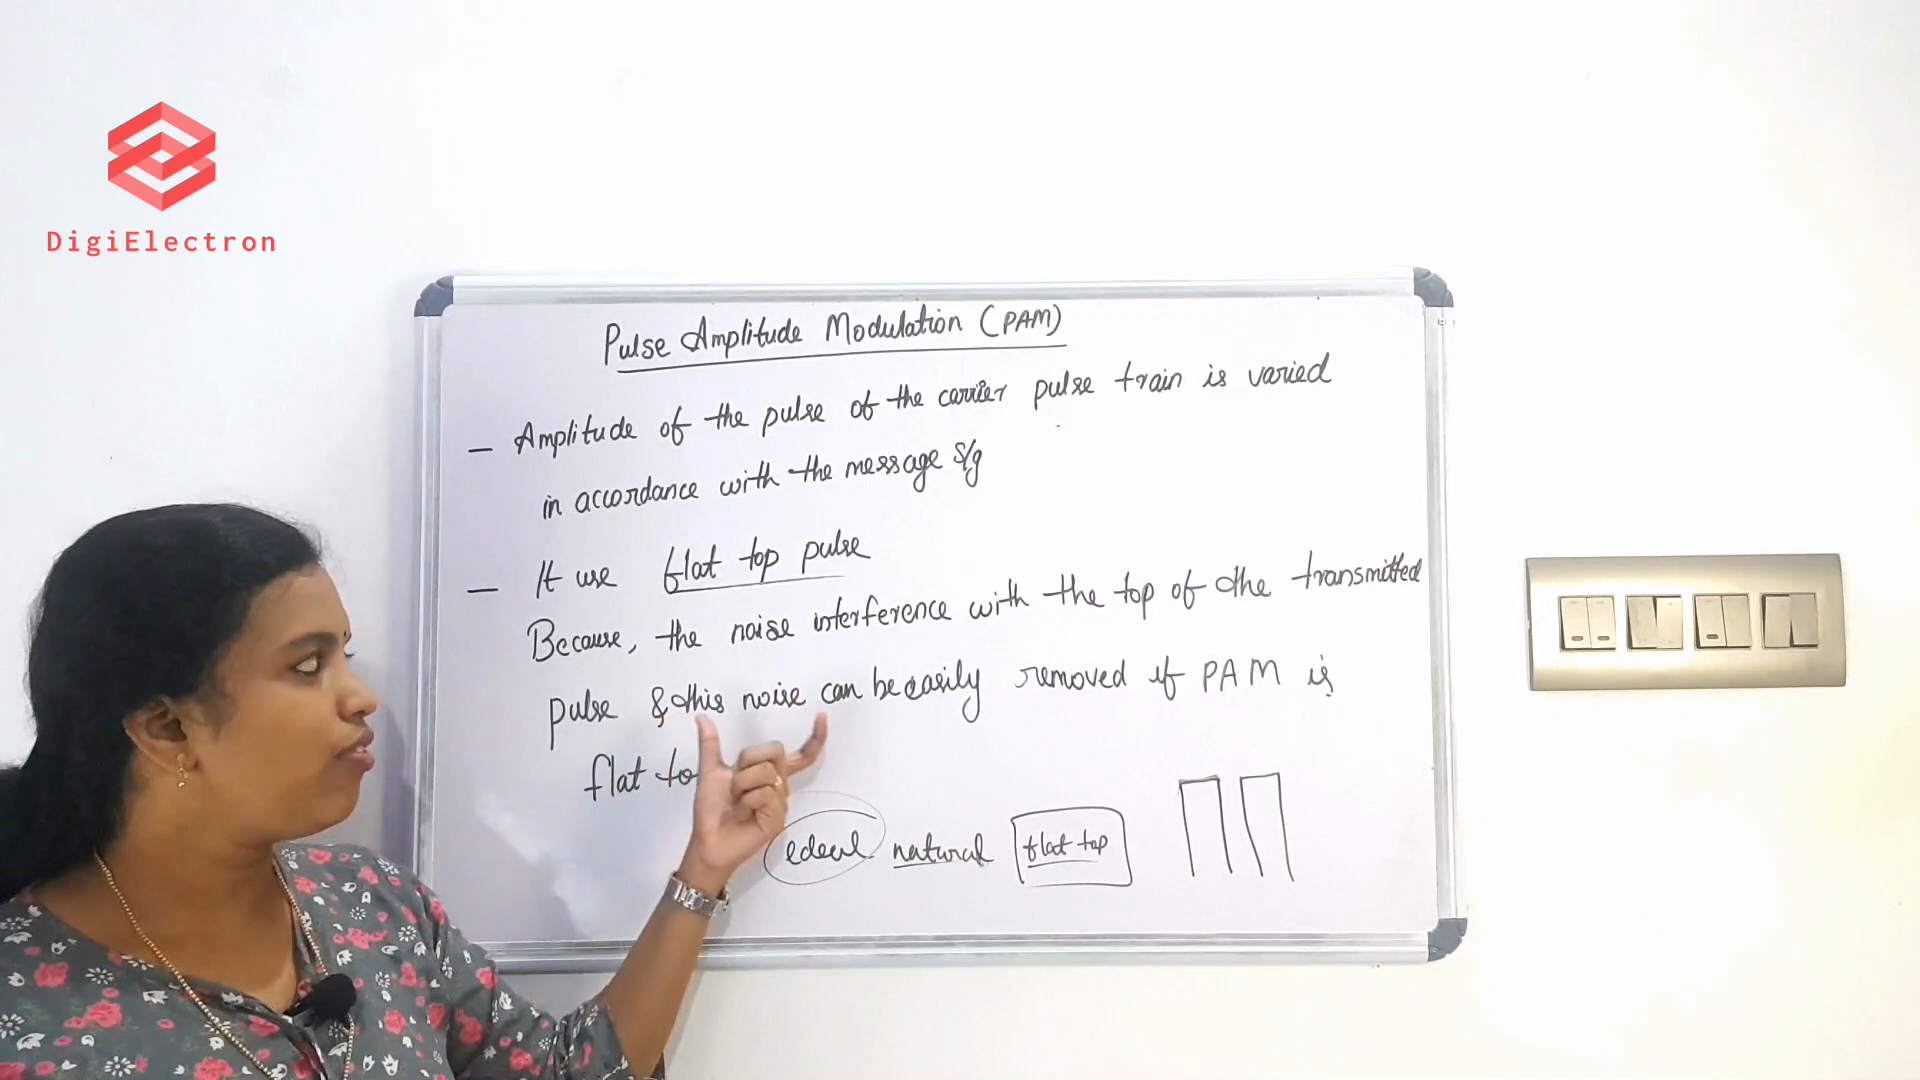 DigiElectron
Pulse Amplitude Modulation (PAM)
— Amplitude of the pulse of the carrier pulse train is varied
in accordance with the message s/g
— It use flat top pulse
Because, the noise interference with the top of the transmitted
pulse & this noise can be easily removed if PAM is
flat to
edeal natural flat top